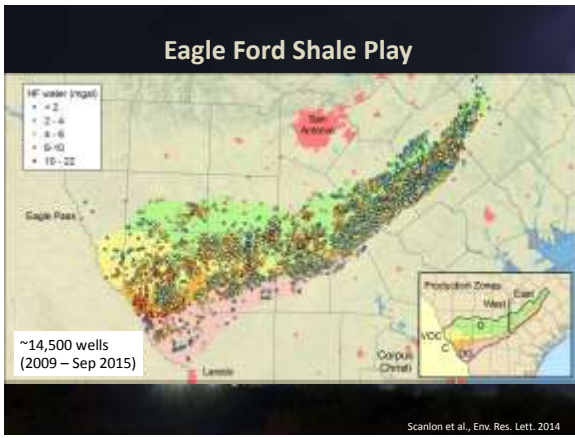 Eagle Ford Shale Play
HF water (mgal)
< 2
2 - 4
4 - 6
6-10
10 - 22
San
Antonio
Eagle Pass
Production Zones
East
West
O
VOC
C
DG
~14,500 wells
(2009 – Sep 2015)
Corpus
Christi
Laredo
Scanlon et al., Env. Res. Lett. 2014